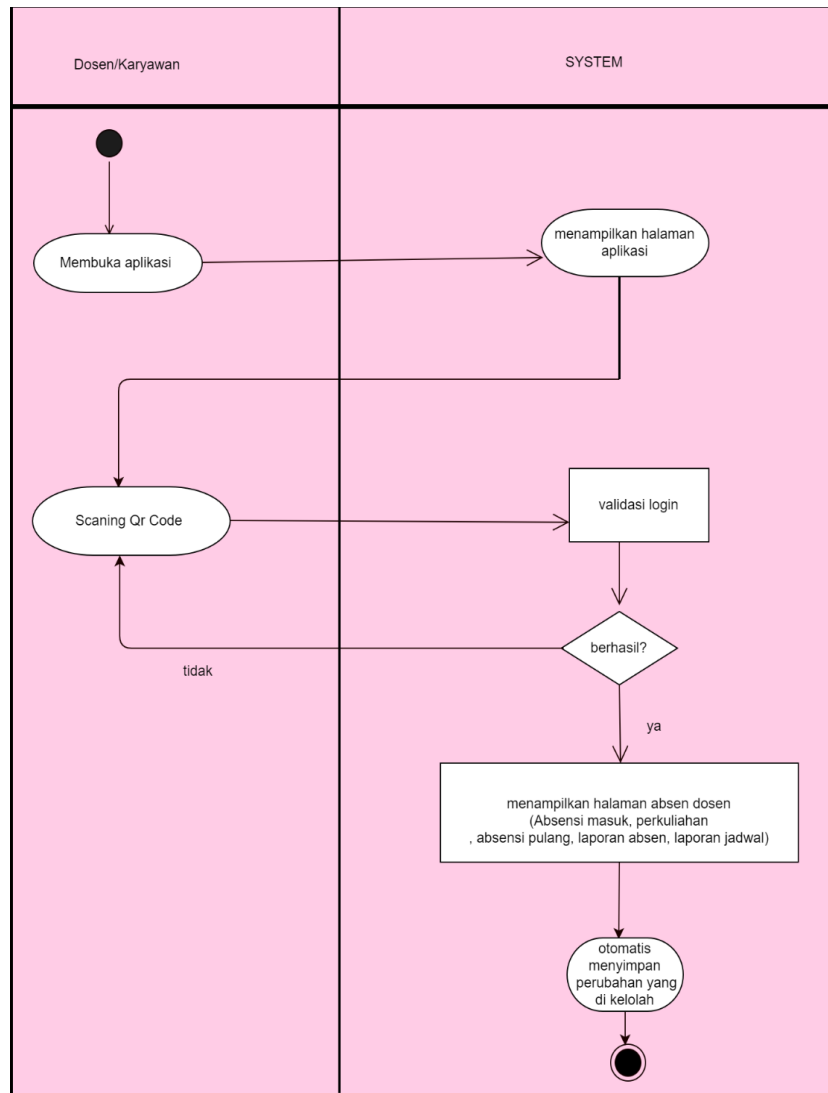 Dosen/Karyawan
SYSTEM
menampilkan halaman
aplikasi
Membuka aplikasi
Scaning Qr Code
validasi login
berhasil?
tidak
ya
menampilkan halaman absen dosen
(Absensi masuk, perkuliahan
, absensi pulang, laporan absen, laporan jadwal)
otomatis
menyimpan
perubahan yang
di kelolah